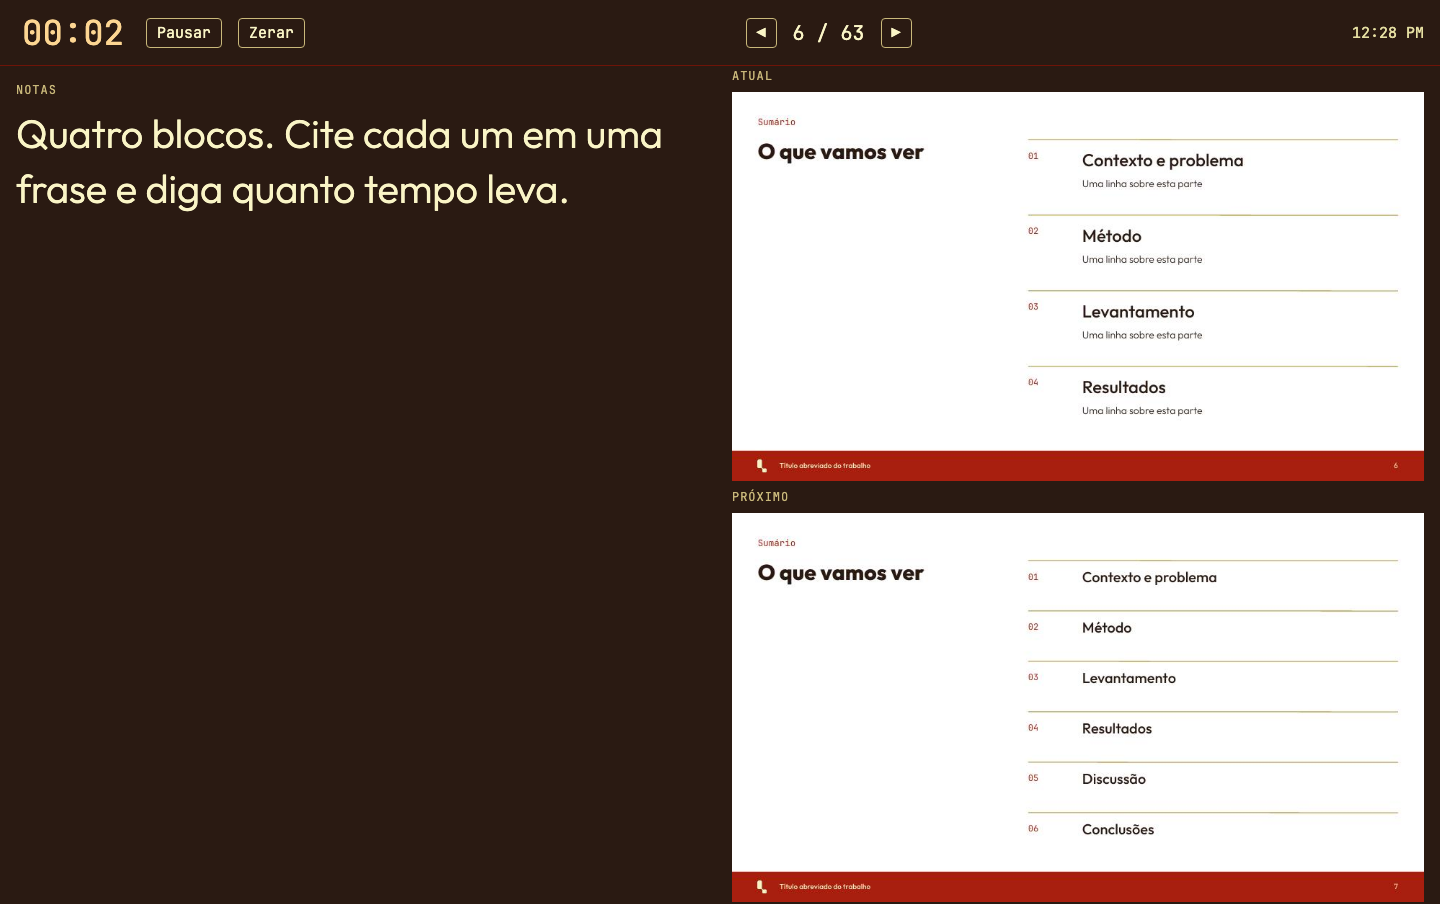 00:02
Pausar
Zerar
◀
6 / 63
▶
12:28 PM
NOTAS
Quatro blocos. Cite cada um em uma
frase e diga quanto tempo leva.
ATUAL
Sumário
O que vamos ver
01
Contexto e problema
Uma linha sobre esta parte
02
Método
Uma linha sobre esta parte
03
Levantamento
Uma linha sobre esta parte
04
Resultados
Uma linha sobre esta parte
Título abreviado do trabalho
6
PRÓXIMO
Sumário
O que vamos ver
01
Contexto e problema
02
Método
03
Levantamento
04
Resultados
05
Discussão
06
Conclusões
Título abreviado do trabalho
7